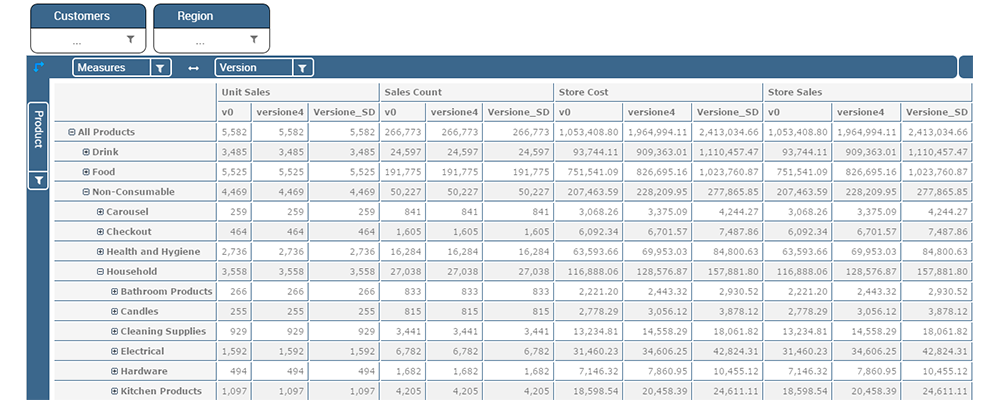 Customers Region
... ...
Measures Version
Product
Unit Sales Sales Count Store Cost Store Sales
v0 versione4 Versione_SD v0 versione4 Versione_SD v0 versione4 Versione_SD v0 versione4 Versione_SD
All Products 5,582 5,582 5,582 266,773 266,773 266,773 1,053,408.80 1,964,994.11 2,413,034.66 1,053,408.80 1,964,994.11 2,413,034.66
Drink 3,485 3,485 3,485 24,597 24,597 24,597 93,744.11 909,363.01 1,110,457.47 93,744.11 909,363.01 1,110,457.47
Food 5,525 5,525 5,525 191,775 191,775 191,775 751,541.09 826,695.16 1,023,760.87 751,541.09 826,695.16 1,023,760.87
Non-Consumable 4,469 4,469 4,469 50,227 50,227 50,227 207,463.59 228,209.95 277,865.85 207,463.59 228,209.95 277,865.85
Carousel 259 259 259 841 841 841 3,068.26 3,375.09 4,244.27 3,068.26 3,375.09 4,244.27
Checkout 464 464 464 1,605 1,605 1,605 6,092.34 6,701.57 7,487.86 6,092.34 6,701.57 7,487.86
Health and Hygiene 2,736 2,736 2,736 16,284 16,284 16,284 63,593.66 69,953.03 84,800.63 63,593.66 69,953.03 84,800.63
Household 3,558 3,558 3,558 27,038 27,038 27,038 116,888.06 128,576.87 157,881.80 116,888.06 128,576.87 157,881.80
Bathroom Products 266 266 266 833 833 833 2,221.20 2,443.32 2,930.52 2,221.20 2,443.32 2,930.52
Candles 255 255 255 815 815 815 2,778.29 3,056.12 3,878.12 2,778.29 3,056.12 3,878.12
Cleaning Supplies 929 929 929 3,441 3,441 3,441 13,234.81 14,558.29 18,061.82 13,234.81 14,558.29 18,061.82
Electrical 1,592 1,592 1,592 6,782 6,782 6,782 31,460.23 34,606.25 42,824.31 31,460.23 34,606.25 42,824.31
Hardware 494 494 494 1,682 1,682 1,682 7,146.32 7,860.95 10,455.12 7,146.32 7,860.95 10,455.12
Kitchen Products 1,097 1,097 1,097 4,205 4,205 4,205 18,598.54 20,458.39 24,611.11 18,598.54 20,458.39 24,611.11